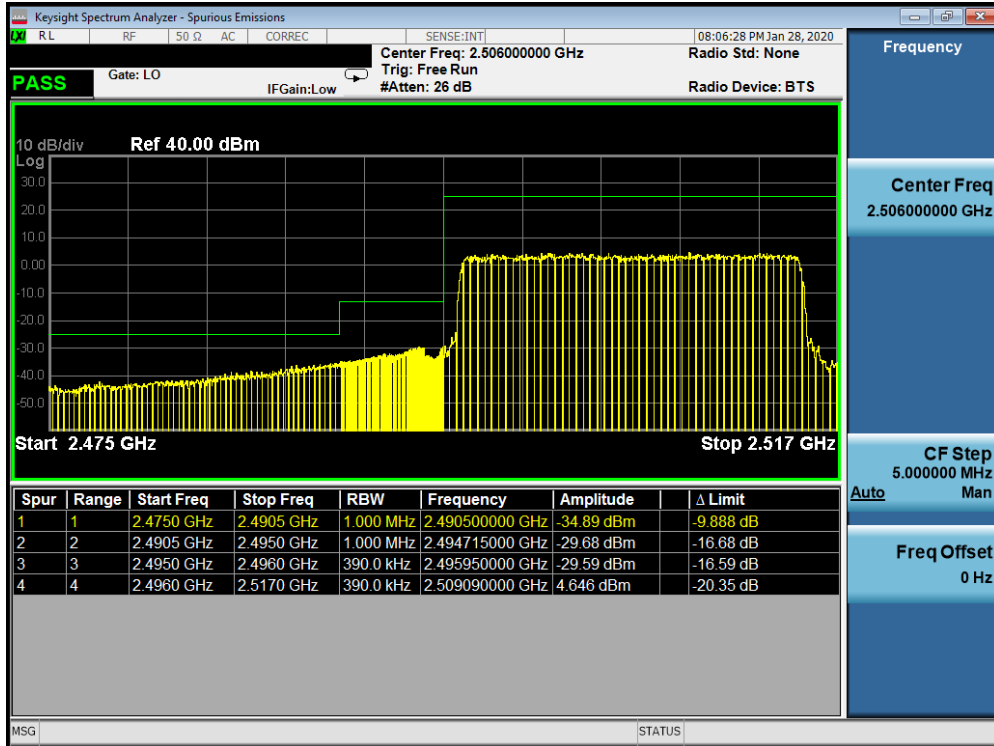 Keysight Spectrum Analyzer - Spurious Emissions
LXI RL RF 50 Ω AC CORREC SENSE:INT 08:06:28 PM Jan 28, 2020
PASS Gate: LO IFGain:Low
Center Freq: 2.506000000 GHz
Trig: Free Run
#Atten: 26 dB
Radio Std: None
Radio Device: BTS
10 dB/div Ref 40.00 dBm
Log
30.0
20.0
10.0
0.00
-10.0
-20.0
-30.0
-40.0
-50.0
Start 2.475 GHz Stop 2.517 GHz
Spur Range Start Freq Stop Freq RBW Frequency Amplitude Δ Limit
1 1 2.4750 GHz 2.4905 GHz 1.000 MHz 2.490500000 GHz -34.89 dBm -9.888 dB
2 2 2.4905 GHz 2.4950 GHz 1.000 MHz 2.494715000 GHz -29.68 dBm -16.68 dB
3 3 2.4950 GHz 2.4960 GHz 390.0 kHz 2.495950000 GHz -29.59 dBm -16.59 dB
4 4 2.4960 GHz 2.5170 GHz 390.0 kHz 2.509090000 GHz 4.646 dBm -20.35 dB
MSG STATUS
Frequency
Center Freq
2.506000000 GHz
CF Step
5.000000 MHz
Auto Man
Freq Offset
0 Hz